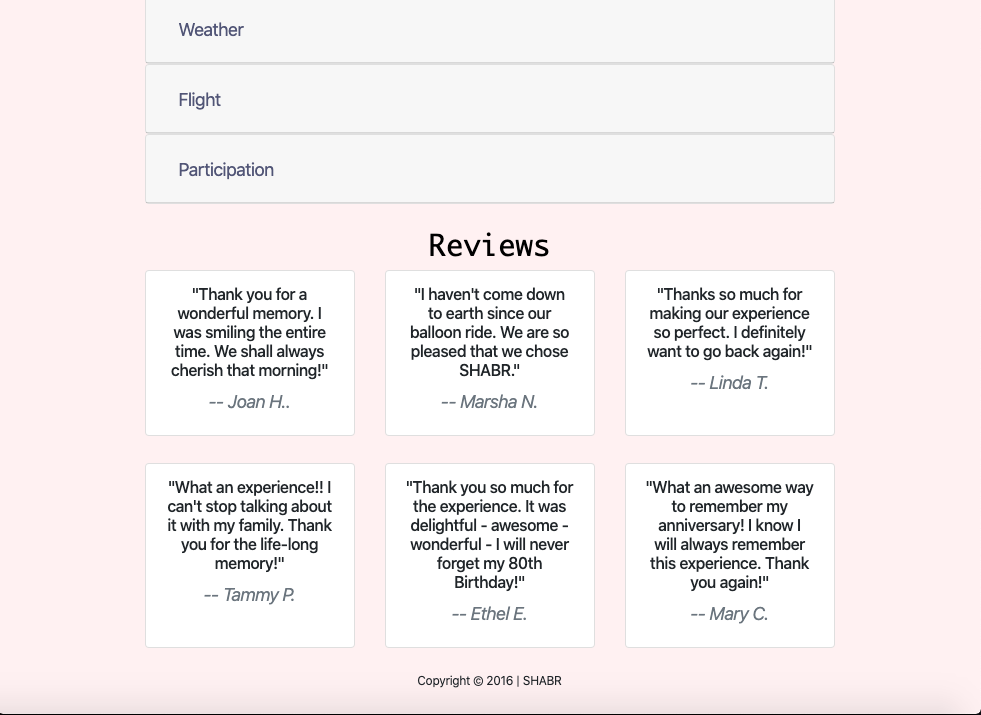 Weather
Flight
Participation
Reviews
"Thank you for a
wonderful memory. I
was smiling the entire
time. We shall always
cherish that morning!"
-- Joan H..
"I haven't come down
to earth since our
balloon ride. We are so
pleased that we chose
SHABR."
-- Marsha N.
"Thanks so much for
making our experience
so perfect. I definitely
want to go back again!"
-- Linda T.
"What an experience!! I
can't stop talking about
it with my family. Thank
you for the life-long
memory!"
-- Tammy P.
"Thank you so much for
the experience. It was
delightful - awesome -
wonderful - I will never
forget my 80th
Birthday!"
-- Ethel E.
"What an awesome way
to remember my
anniversary! I know I
will always remember
this experience. Thank
you again!"
-- Mary C.
Copyright © 2016 | SHABR